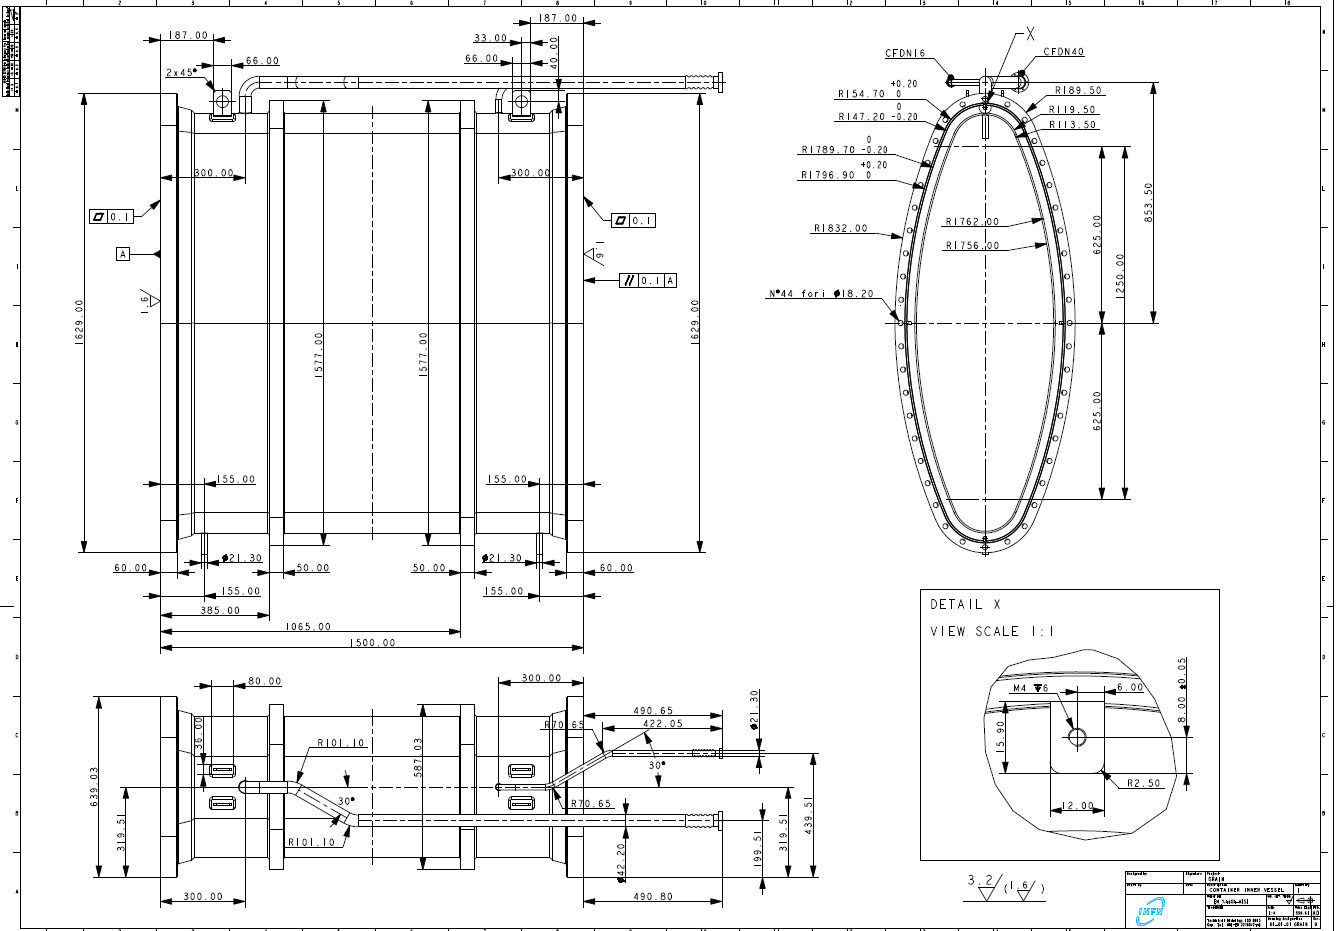 187.00
187.00
33.00
66.00
66.00
40.00
2x45°
300.00
300.00
0.1
0.1
A
1.6
1.6
0.1 A
1629.00
1577.00
1577.00
1629.00
155.00
155.00
ø21.30
ø21.30
60.00
50.00
50.00
60.00
155.00
155.00
385.00
1065.00
1500.00
X
CFDN16
CFDN40
R154.70 +0.20 0
R147.20 0 -0.20
R1789.70 0 -0.20
R1796.90 +0.20 0
R189.50
R119.50
R113.50
R1832.00
R1762.00
R1756.00
N°44 fori ø18.20
625.00
625.00
1250.00
853.50
80.00
36.00
300.00
490.65
422.05
ø21.30
R70.65
R101.10
30°
30°
R70.65
R101.10
639.03
319.51
587.03
ø42.20
199.51
319.51
439.51
300.00
490.80
DETAIL X
VIEW SCALE 1:1
M4 6
6.00
8.00 ±0.05
15.90
R2.50
12.00
3.2 ( 1.6 )
GRAIN
CONTAINER INNER VESSEL
INFN